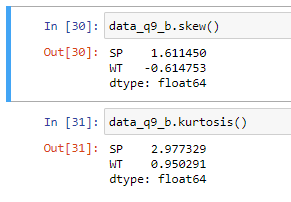 In [30]: data_q9_b.skew()
Out[30]: SP    1.611450
WT   -0.614753
dtype: float64
In [31]: data_q9_b.kurtosis()
Out[31]: SP    2.977329
WT    0.950291
dtype: float64